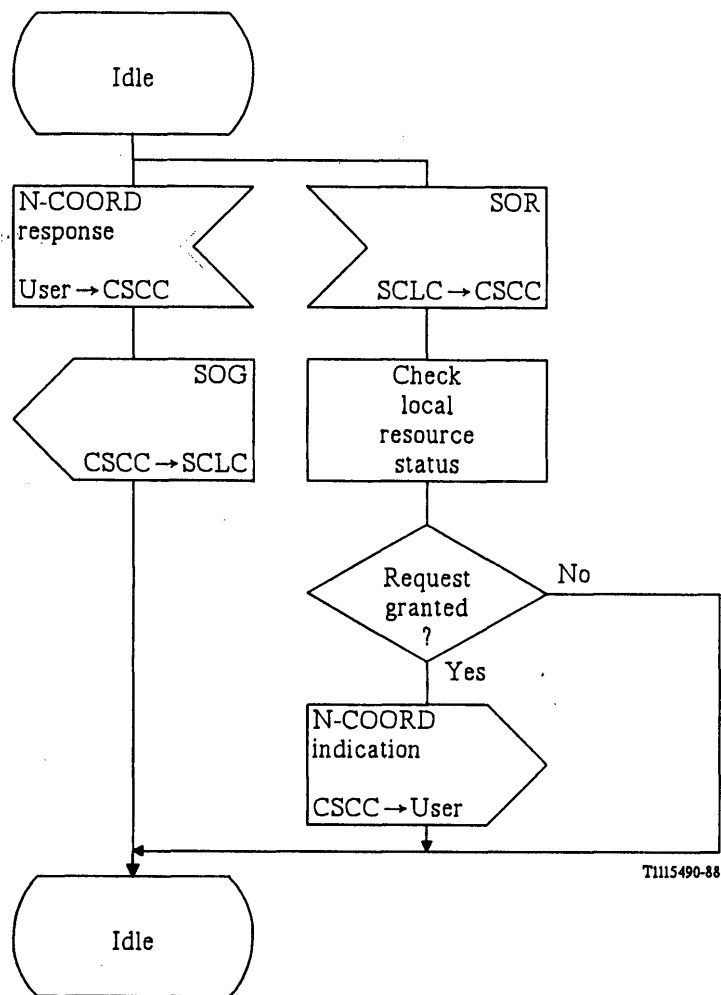 Idle
N-COORD
response
User → CSCC
SOR
SCLC → CSCC
SOG
CSCC → SCLC
Check
local
resource
status
Request
granted
?
No
Yes
N-COORD
indication
CSCC → User
T1115490-88
Idle